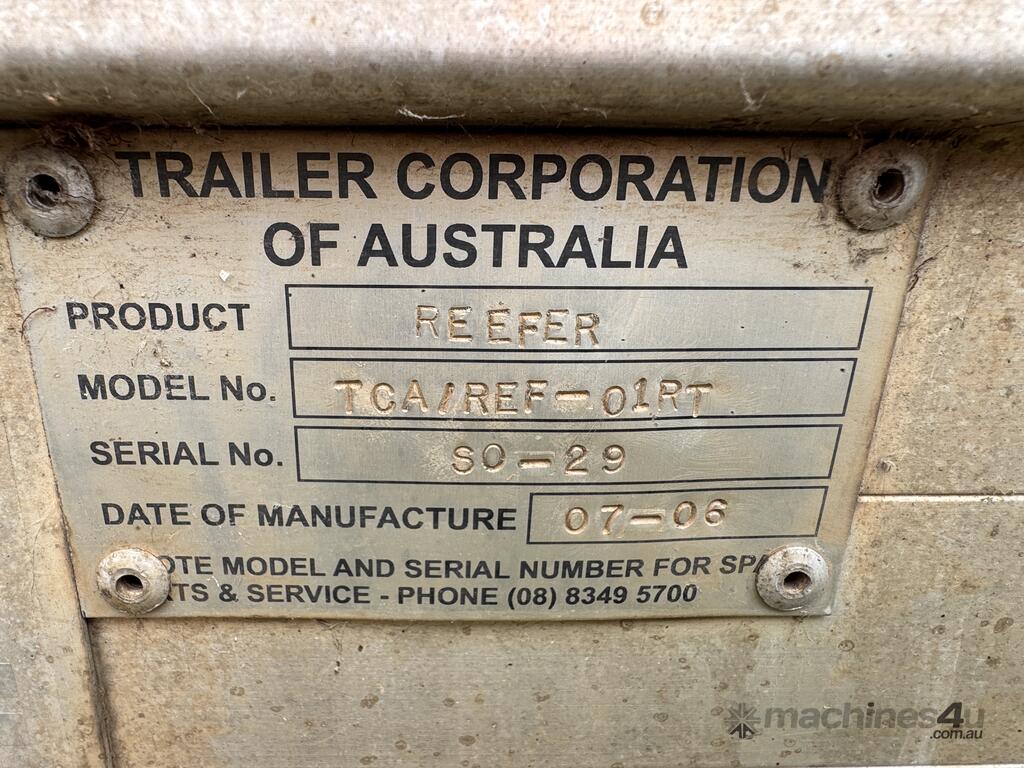 TRAILER CORPORATION
OF AUSTRALIA
PRODUCT REEFER
MODEL No. TCA/REF-01RT
SERIAL No. SO-29
DATE OF MANUFACTURE 07-06
OTE MODEL AND SERIAL NUMBER FOR SPA
TS & SERVICE - PHONE (08) 8349 5700
machines4u
.com.au